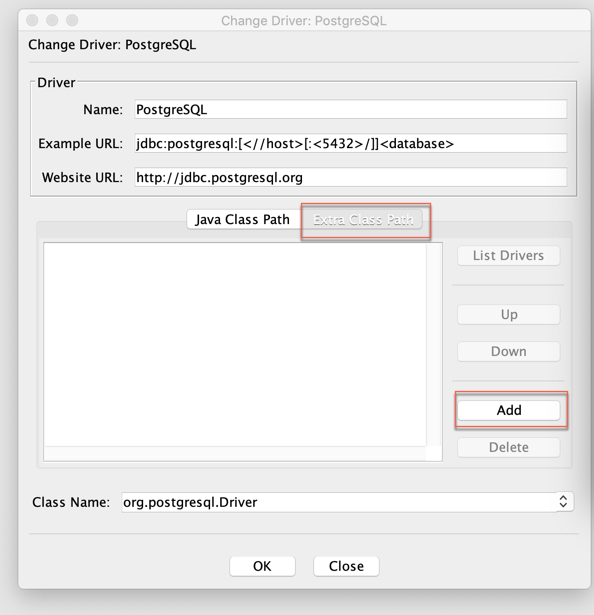 Change Driver: PostgreSQL
Change Driver: PostgreSQL
Driver
Name: PostgreSQL
Example URL: jdbc:postgresql:[<//host>[:<5432>/]]<database>
Website URL: http://jdbc.postgresql.org
Java Class Path Extra Class Path
List Drivers
Up
Down
Add
Delete
Class Name: org.postgresql.Driver
OK Close